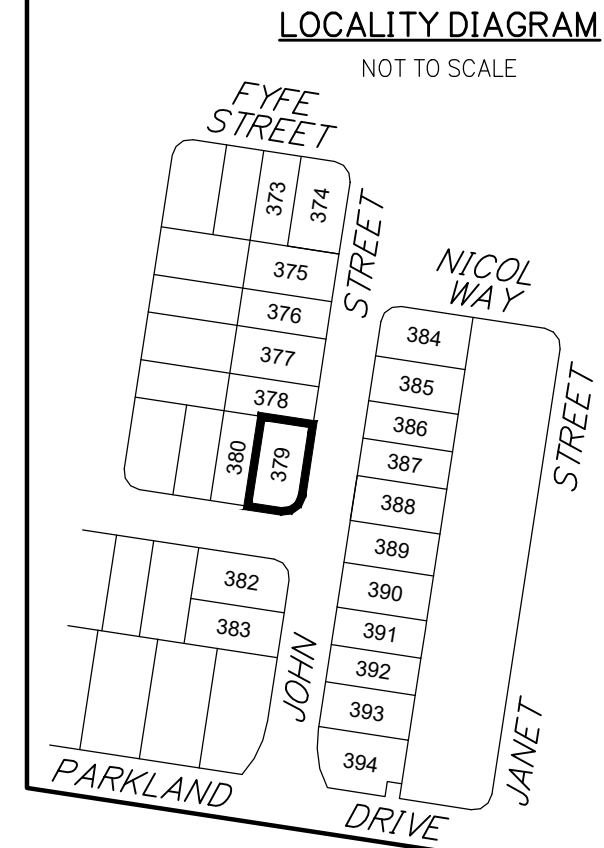 LOCALITY DIAGRAM
NOT TO SCALE
FYFE
STREET
373
374
STREET
375
376
377
378
379
380
NICOL
WAY
384
385
386
387
388
389
390
391
392
393
394
STREET
382
383
JOHN
JANET
PARKLAND
DRIVE